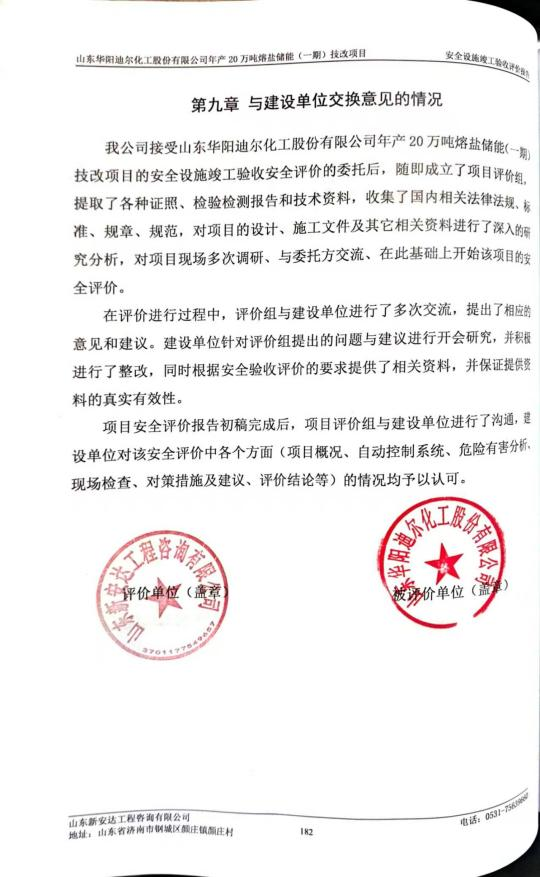 山东华阳迪尔化工股份有限公司年产 20 万吨熔盐储能（一期）技改项目
安全设施竣工验收评价报告
第九章 与建设单位交换意见的情况
我公司接受山东华阳迪尔化工股份有限公司年产 20 万吨熔盐储能（一期）
技改项目的安全设施竣工验收安全评价的委托后，随即成立了项目评价组，
提取了各种证照、检验检测报告和技术资料，收集了国内相关法律法规、标
准、规章、规范，对项目的设计、施工文件及其它相关资料进行了深入的研
究分析，对项目现场多次调研、与委托方交流、在此基础上开始该项目的安
全评价。
在评价进行过程中，评价组与建设单位进行了多次交流，提出了相应的
意见和建议。建设单位针对评价组提出的问题与建议进行开会研究，并积极
进行了整改，同时根据安全验收评价的要求提供了相关资料，并保证提供资
料的真实有效性。
项目安全评价报告初稿完成后，项目评价组与建设单位进行了沟通，建
设单位对该安全评价中各个方面（项目概况、自动控制系统、危险有害分析、
现场检查、对策措施及建议、评价结论等）的情况均予以认可。
山东新安达工程咨询有限公司
评价单位（盖章）
3701177549657
山东华阳迪尔化工股份有限公司
被评价单位（盖章）
山东新安达工程咨询有限公司
地址：山东省济南市钢城区颜庄镇颜庄村
182
电话：0531-75639660